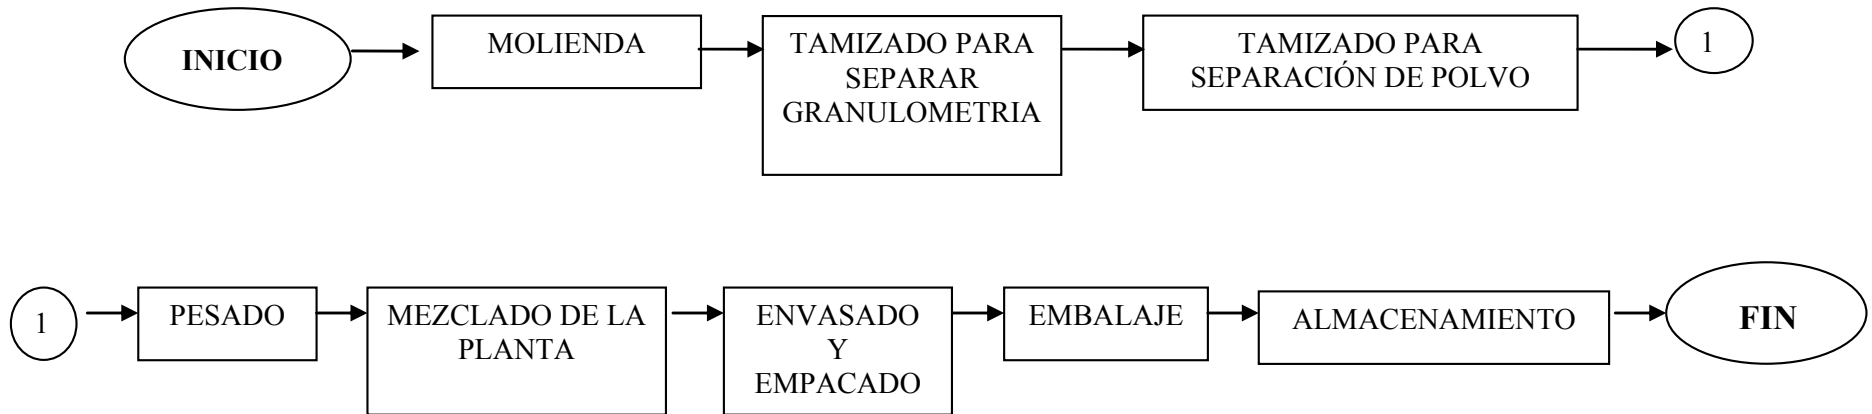 INICIO
MOLIENDA
TAMIZADO PARA
SEPARAR
GRANULOMETRIA
TAMIZADO PARA
SEPARACIÓN DE POLVO
1
1
PESADO
MEZCLADO DE LA
PLANTA
ENVASADO
Y
EMPACADO
EMBALAJE
ALMACENAMIENTO
FIN